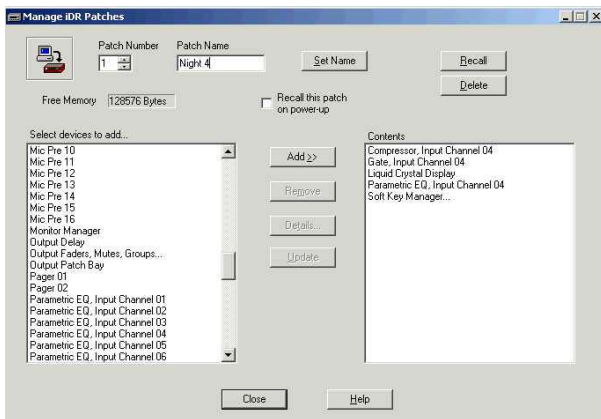 Manage iDR Patches
Patch Number
Patch Name
1
Night 4
Set Name
Recall
Delete
Free Memory
128576 Bytes
Recall this patch
on power-up
Select devices to add...
Mic Pre 10
Mic Pre 11
Mic Pre 12
Mic Pre 13
Mic Pre 14
Mic Pre 15
Mic Pre 16
Monitor Manager
Output Delay
Output Faders, Mutes, Groups...
Output Patch Bay
Pager 01
Pager 02
Parametric EQ, Input Channel 01
Parametric EQ, Input Channel 02
Parametric EQ, Input Channel 03
Parametric EQ, Input Channel 04
Parametric EQ, Input Channel 05
Parametric EQ, Input Channel 06
Add >>
Remove
Details...
Update
Contents
Compressor, Input Channel 04
Gate, Input Channel 04
Liquid Crystal Display
Parametric EQ, Input Channel 04
Soft Key Manager...
Close
Help